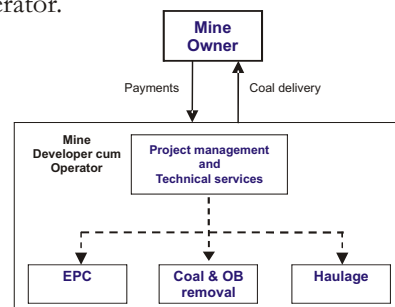 erator.
Mine
Owner
Payments
Coal delivery
Mine
Developer cum
Operator
Project management
and
Technical services
EPC
Coal & OB
removal
Haulage